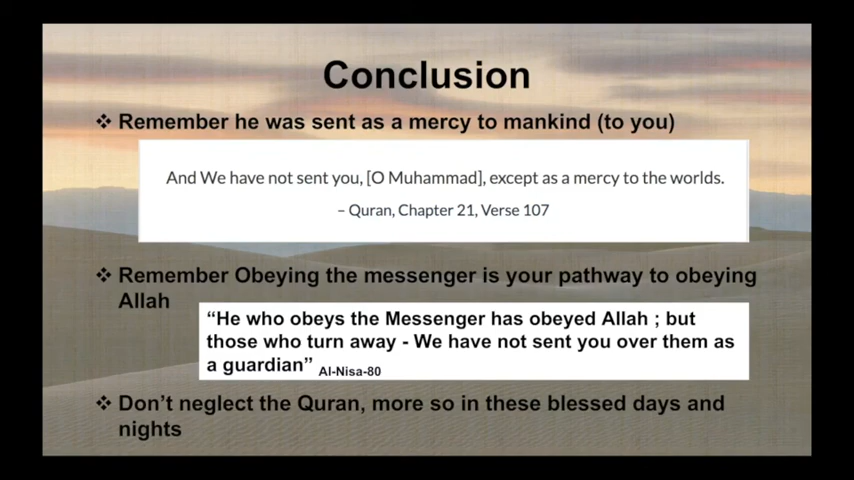 Conclusion
❖ Remember he was sent as a mercy to mankind (to you)
And We have not sent you, [O Muhammad], except as a mercy to the worlds.
– Quran, Chapter 21, Verse 107
❖ Remember Obeying the messenger is your pathway to obeying
Allah
“He who obeys the Messenger has obeyed Allah ; but
those who turn away - We have not sent you over them as
a guardian” Al-Nisa-80
❖ Don’t neglect the Quran, more so in these blessed days and
nights